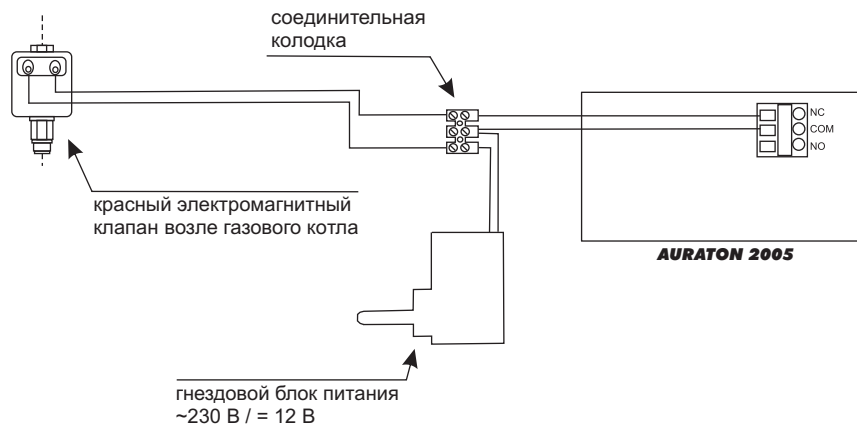 соединительная
колодка
NC
COM
NO
красный электромагнитный
клапан возле газового котла
AURATON 2005
гнездовой блок питания
~230 В / = 12 В